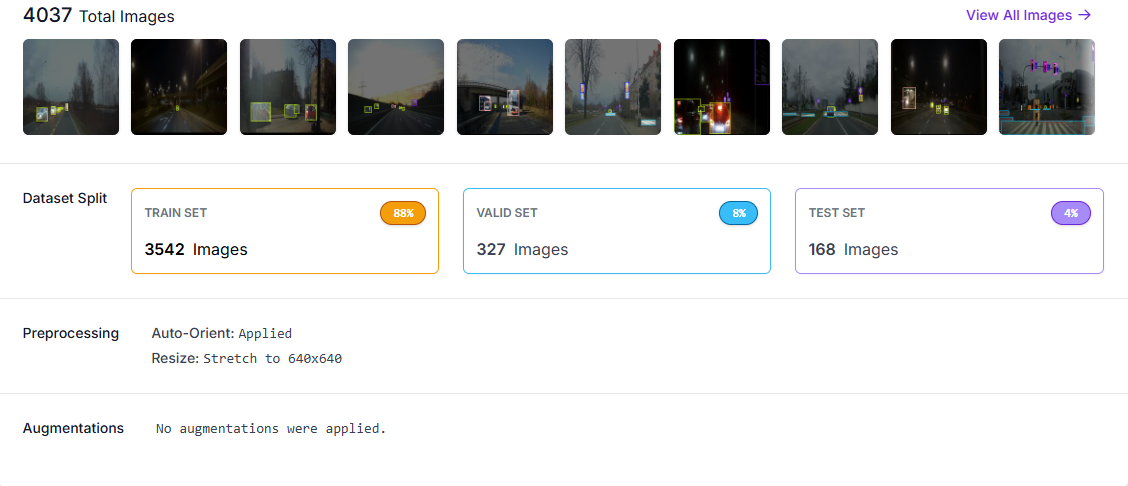 4037 Total Images
View All Images →
Dataset Split
TRAIN SET
88%
3542 Images
VALID SET
8%
327 Images
TEST SET
4%
168 Images
Preprocessing
Auto-Orient: Applied
Resize: Stretch to 640x640
Augmentations
No augmentations were applied.